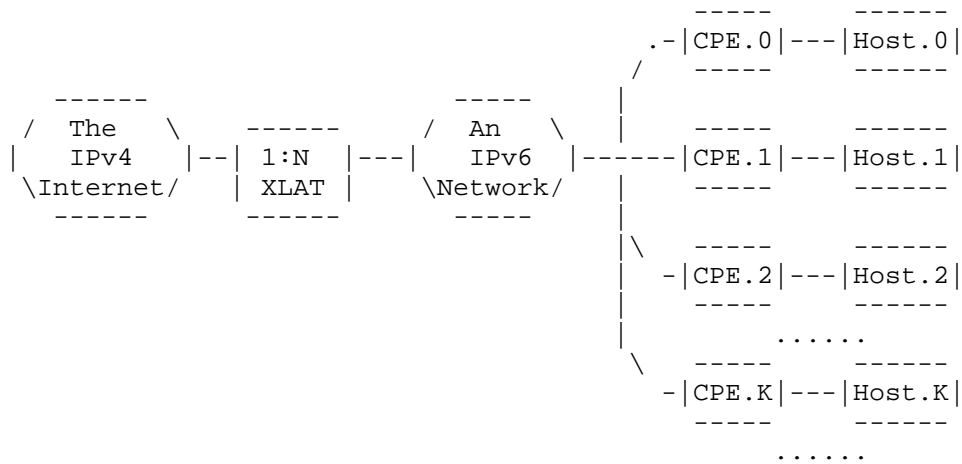 CPE.0 Host.0
The An
IPv4 1:N IPv6 CPE.1 Host.1
Internet XLAT Network
CPE.2 Host.2
......
CPE.K Host.K
......